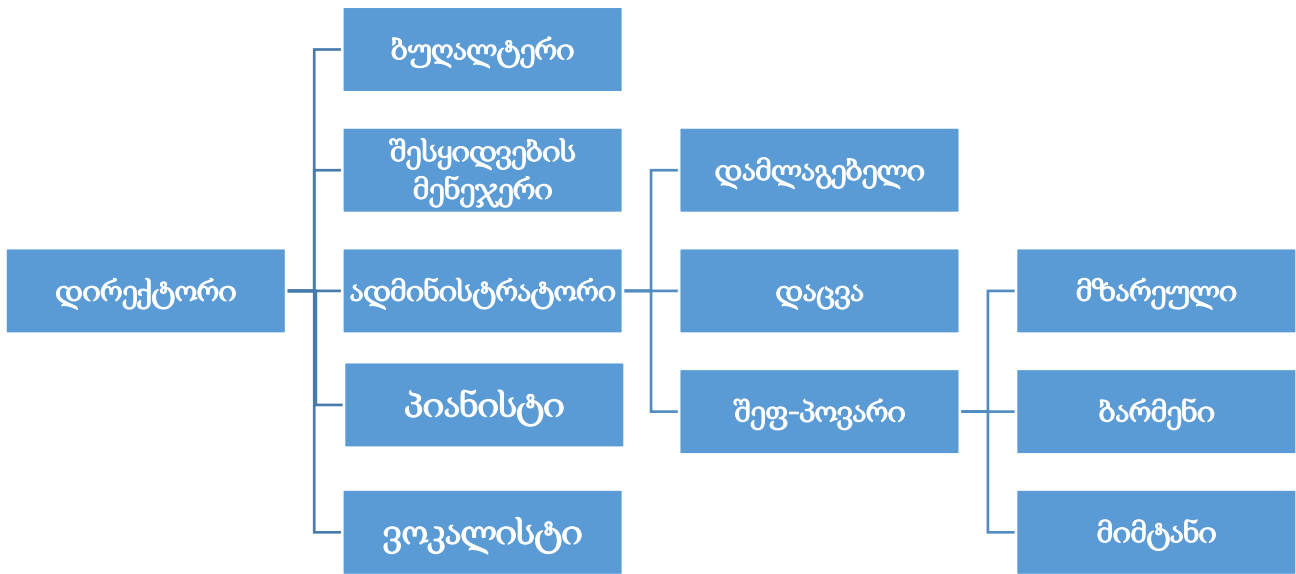 ბუღალტერი
შესყიდვების
მენეჯერი
დამლაგებელი
დირექტორი
ადმინისტრატორი
დაცვა
მზარეული
პიანისტი
შეფ-პოვარი
ბარმენი
ვოკალისტი
მიმტანი